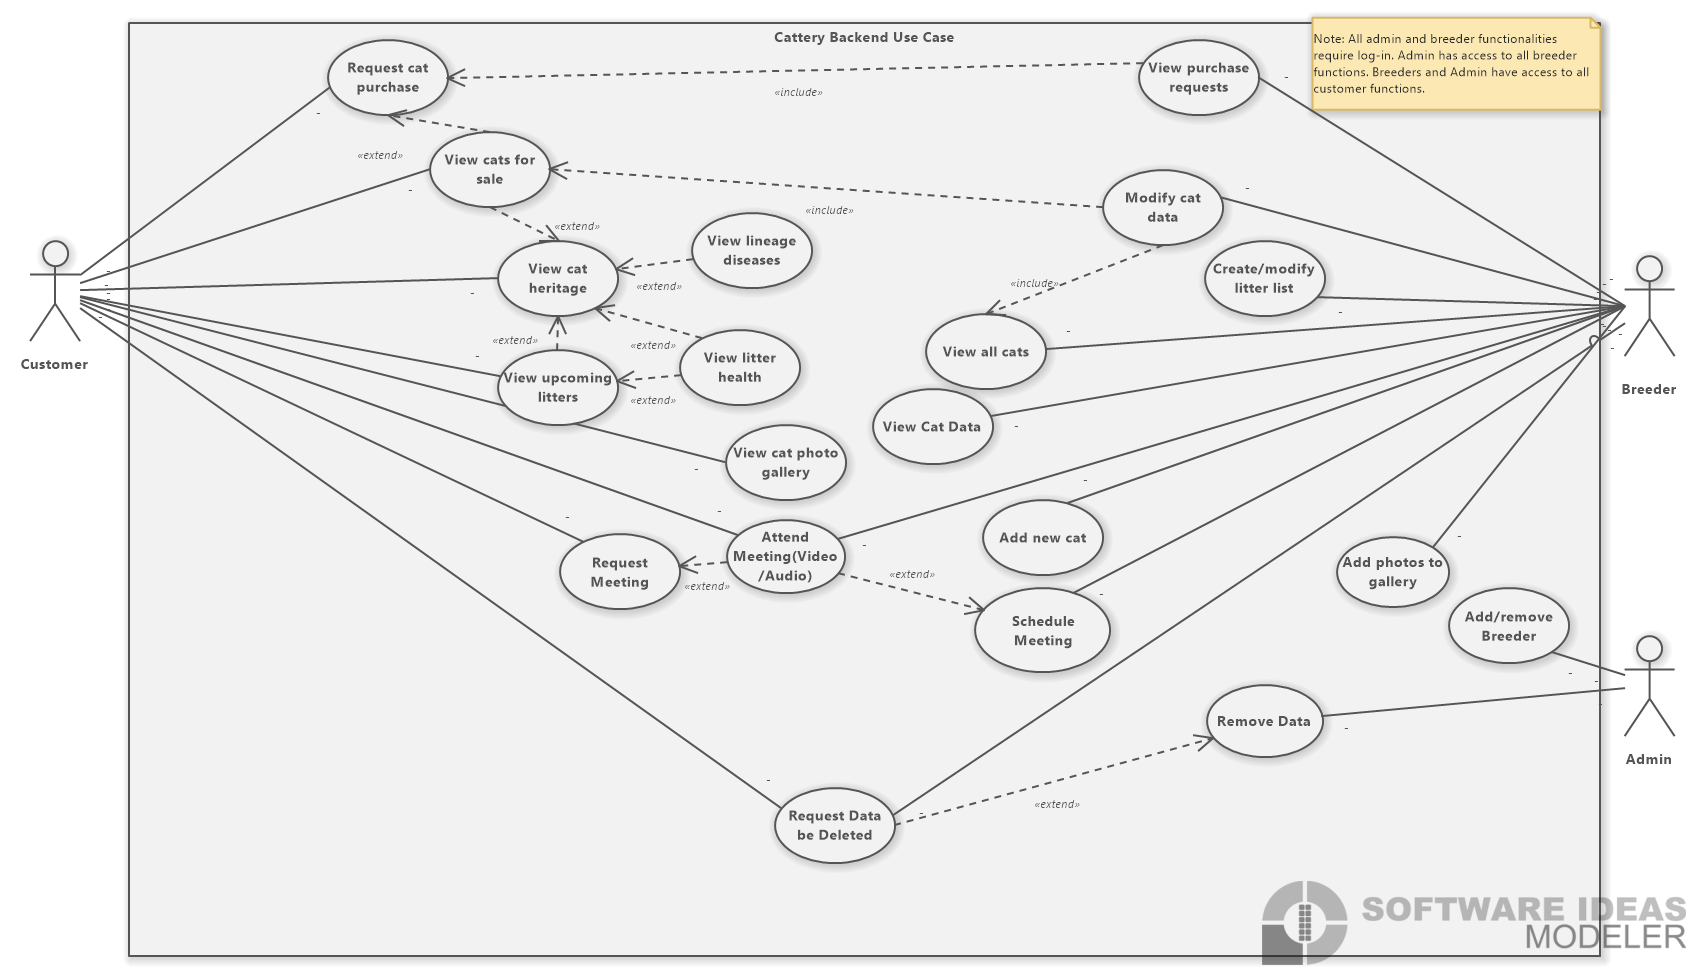 Cattery Backend Use Case
Note: All admin and breeder functionalities
require log-in. Admin has access to all breeder
functions. Breeders and Admin have access to all
customer functions.
Request cat
purchase
View purchase
requests
«include»
«extend»
View cats for
sale
Modify cat
data
«include»
«extend»
View lineage
diseases
View cat
heritage
«extend»
Create/modify
litter list
«include»
Customer
«extend»
«extend»
View litter
health
View all cats
View upcoming
litters
«extend»
Breeder
View Cat Data
View cat photo
gallery
Attend
Meeting(Video
/Audio)
Add new cat
Request
Meeting
«extend»
«extend»
Add photos to
gallery
Schedule
Meeting
Add/remove
Breeder
Remove Data
Admin
«extend»
Request Data
be Deleted
SOFTWARE IDEAS
MODELER